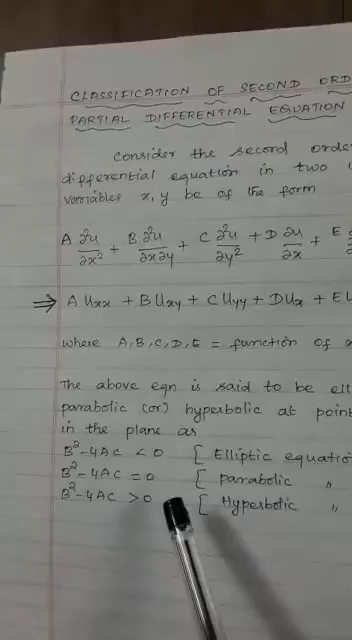 CLASSIFICATION OF SECOND ORD
PARTIAL DIFFERENTIAL EQUATION
Consider the second orde
differential equation in two
variables x, y be of the form
A ∂²u/∂x² + B ∂²u/∂x∂y + C ∂²u/∂y² + D ∂u/∂x + E
⇒ A Uxx + B Uxy + C Uyy + D Ux + E U
where A, B, C, D, E = function of x
The above eqn is said to be ell
parabolic (or) hyperbolic at point
in the plane as
B² - 4AC < 0 [ Elliptic equation
B² - 4AC = 0 [ parabolic "
B² - 4AC > 0 [ Hyperbolic "